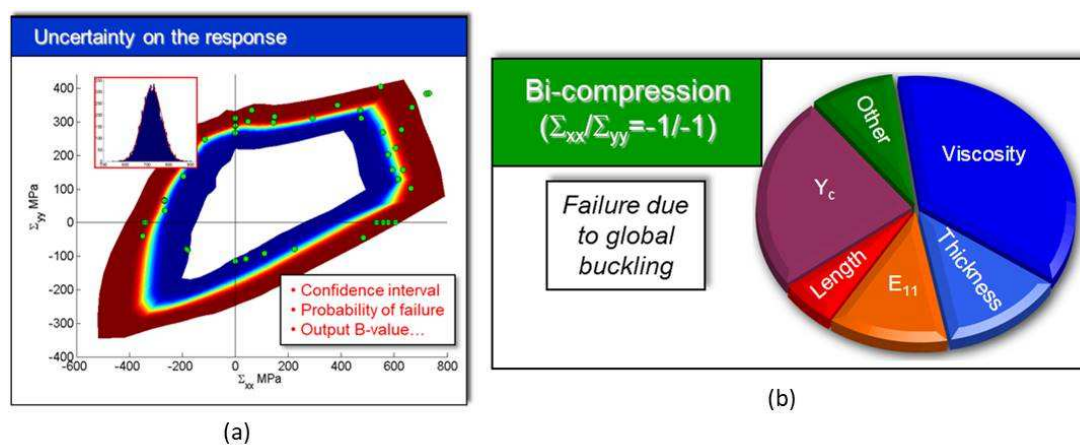 Uncertainty on the response
400
300
200
100
0
-100
-200
-300
-400
Σyy MPa
-600
-400
-200
0
200
400
600
800
Σxx MPa
• Confidence interval
• Probability of failure
• Output B-value…
(a)
Bi-compression
(Σxx/Σyy=-1/-1)
Failure due
to global
buckling
Other
Viscosity
Yc
Thickness
Length
E11
(b)